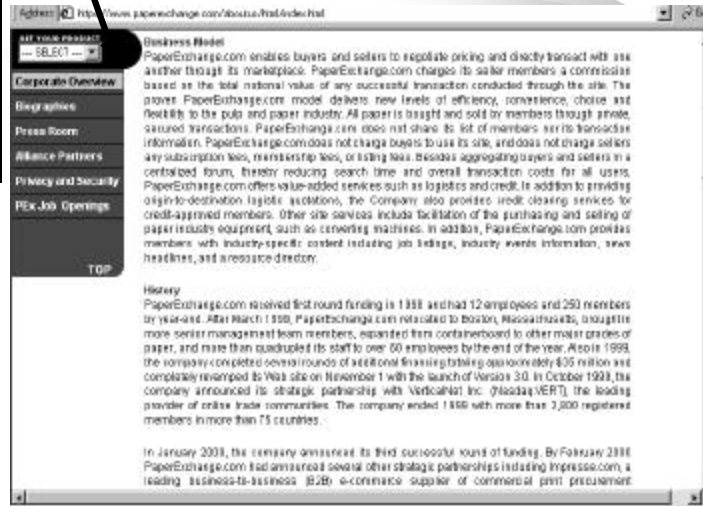 Address https://www.paperexchange.com/aboutus/html/index.html
GET YOUR PRODUCT
--- SELECT ---
Corporate Overview
Biographies
Press Room
Alliance Partners
Privacy and Security
PEx Job Openings
TOP
Business Model
PaperExchange.com enables buyers and sellers to negotiate pricing and directly transact with one
another through its marketplace. PaperExchange.com charges its seller members a commission
based on the total notional value of any successful transaction conducted through the site. The
proven PaperExchange.com model delivers new levels of efficiency, convenience, choice and
flexibility to the pulp and paper industry. All paper is bought and sold by members through private,
secured transactions. PaperExchange.com does not share its list of members nor its transaction
information. PaperExchange.com does not charge buyers to use its site, and does not charge sellers
any subscription fees, membership fees, or listing fees. Besides aggregating buyers and sellers in a
centralized forum, thereby reducing search time and overall transaction costs for all users,
PaperExchange.com offers value-added services such as logistics and credit. In addition to providing
origin-to-destination logistic quotations, the Company also provides credit clearing services for
credit-approved members. Other site services include facilitation of the purchasing and selling of
paper industry equipment, such as converting machines. In addition, PaperExchange.com provides
members with industry-specific content including job listings, industry events information, news
headlines, and a resource directory.
History
PaperExchange.com received first round funding in 1998 and had 12 employees and 250 members
by year-end. After March 1999, PaperExchange.com relocated to Boston, Massachusetts, brought in
more senior management team members, expanded from containerboard to other major grades of
paper, and more than quadrupled its staff to over 60 employees by the end of the year. Also in 1999,
the company completed several rounds of additional financing totaling approximately $35 million and
completely revamped its Web site on November 1 with the launch of Version 3.0. In October 1999, the
company announced its strategic partnership with VerticalNet Inc. (Nasdaq:VERT), the leading
provider of online trade communities. The company ended 1999 with more than 2,800 registered
members in more than 75 countries.
In January 2000, the company announced its third successful round of funding. By February 2000
PaperExchange.com had announced several other strategic partnerships including Impresse.com, a
leading business-to-business (B2B) e-commerce supplier of commercial print procurement